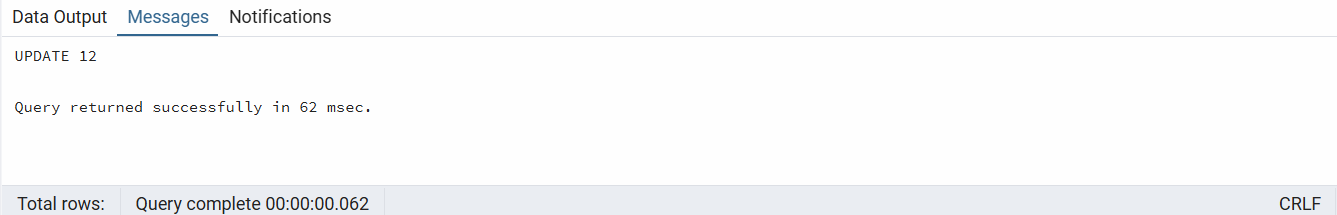 Data Output Messages Notifications
UPDATE 12
Query returned successfully in 62 msec.
Total rows: Query complete 00:00:00.062 CRLF